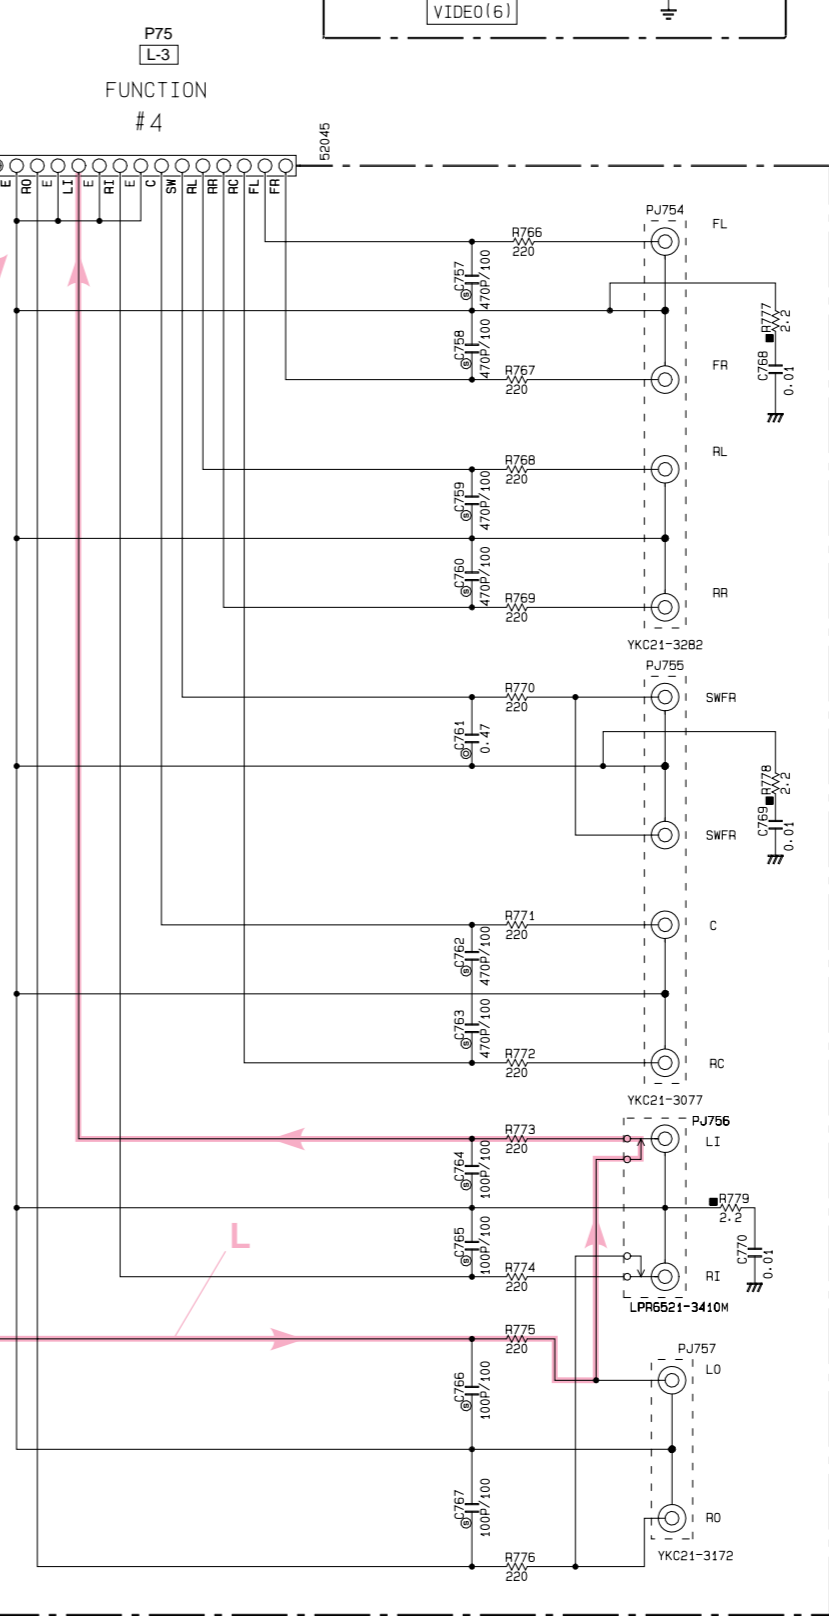 VIDEO(6)
P75
L-3
FUNCTION
#4
52045
E
RO
E
LI
E
RI
E
C
SW
RL
RR
RC
FL
FR
PJ754
FL
R766
220
C757
470P/100
S
R777
2.2
C758
470P/100
S
C768
0.01
R767
220
FR
RL
R768
220
C759
470P/100
S
C760
470P/100
S
R769
220
RR
YKC21-3282
PJ755
R770
220
SWFR
C761
0.47
R778
2.2
C769
0.01
SWFR
R771
220
C
C762
470P/100
S
C763
470P/100
S
R772
220
RC
YKC21-3077
PJ756
R773
220
LI
C764
100P/100
S
R779
2.2
C765
100P/100
S
C770
0.01
L
R774
220
RI
LPR6521-3410M
R775
220
PJ757
LO
C766
100P/100
S
C767
100P/100
S
RO
R776
220
YKC21-3172